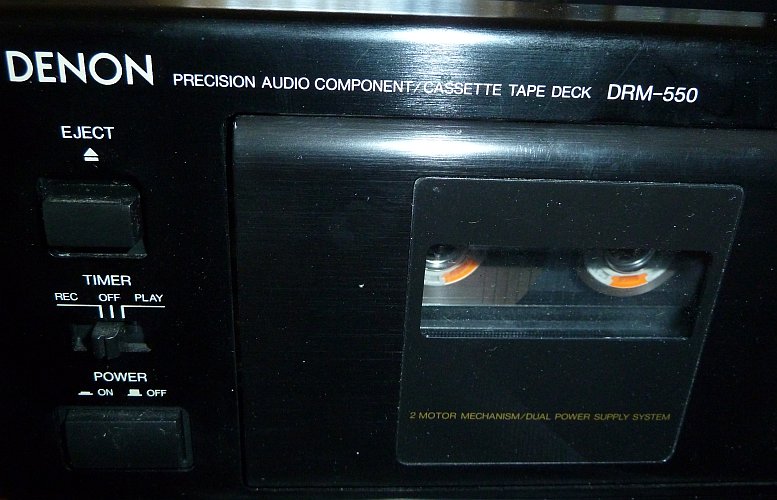 DENON PRECISION AUDIO COMPONENT/CASSETTE TAPE DECK DRM-550
EJECT
TIMER
REC OFF PLAY
POWER
ON OFF
2 MOTOR MECHANISM/DUAL POWER SUPPLY SYSTEM